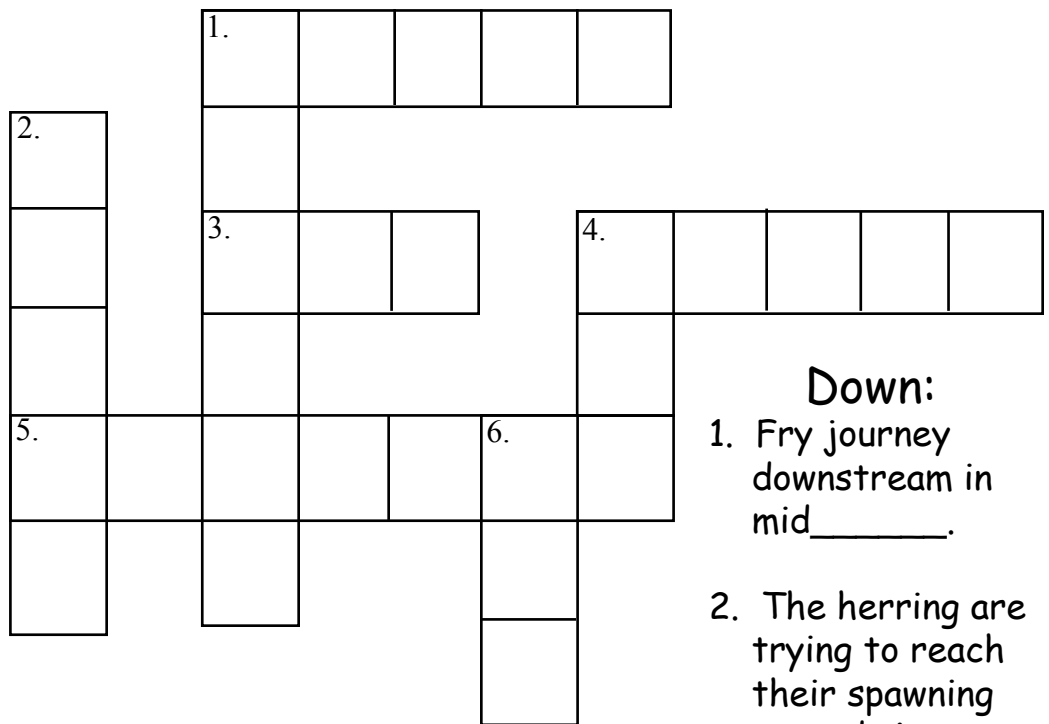 1.
2.
3.
4.
5.
6.
Down:
1. Fry journey
downstream in
mid______.
2. The herring are
trying to reach
their spawning